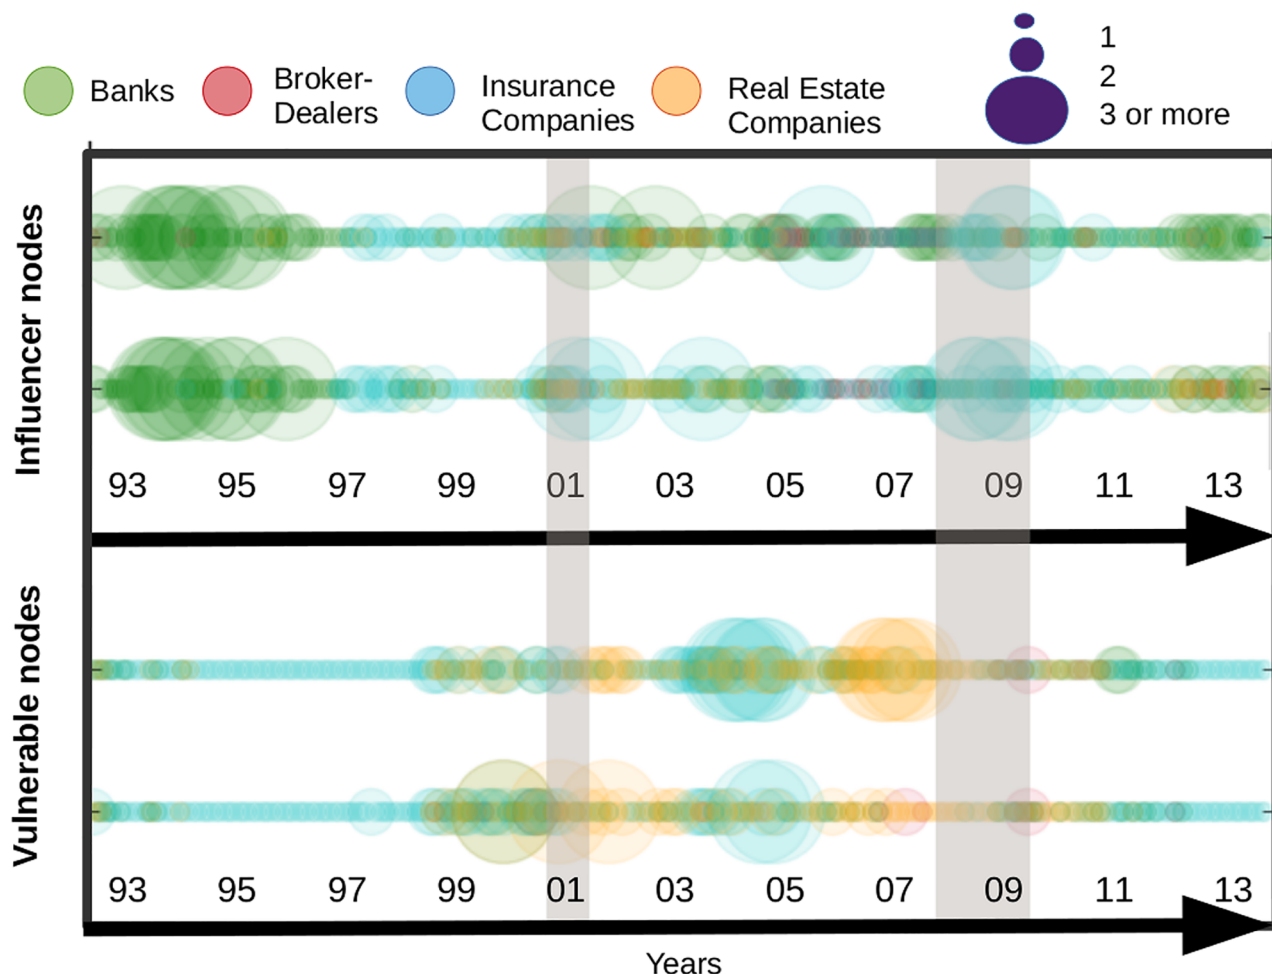 Banks
Broker-
Dealers
Insurance
Companies
Real Estate
Companies
1
2
3 or more
Influencer nodes
93 95 97 99 01 03 05 07 09 11 13
Vulnerable nodes
93 95 97 99 01 03 05 07 09 11 13
Years